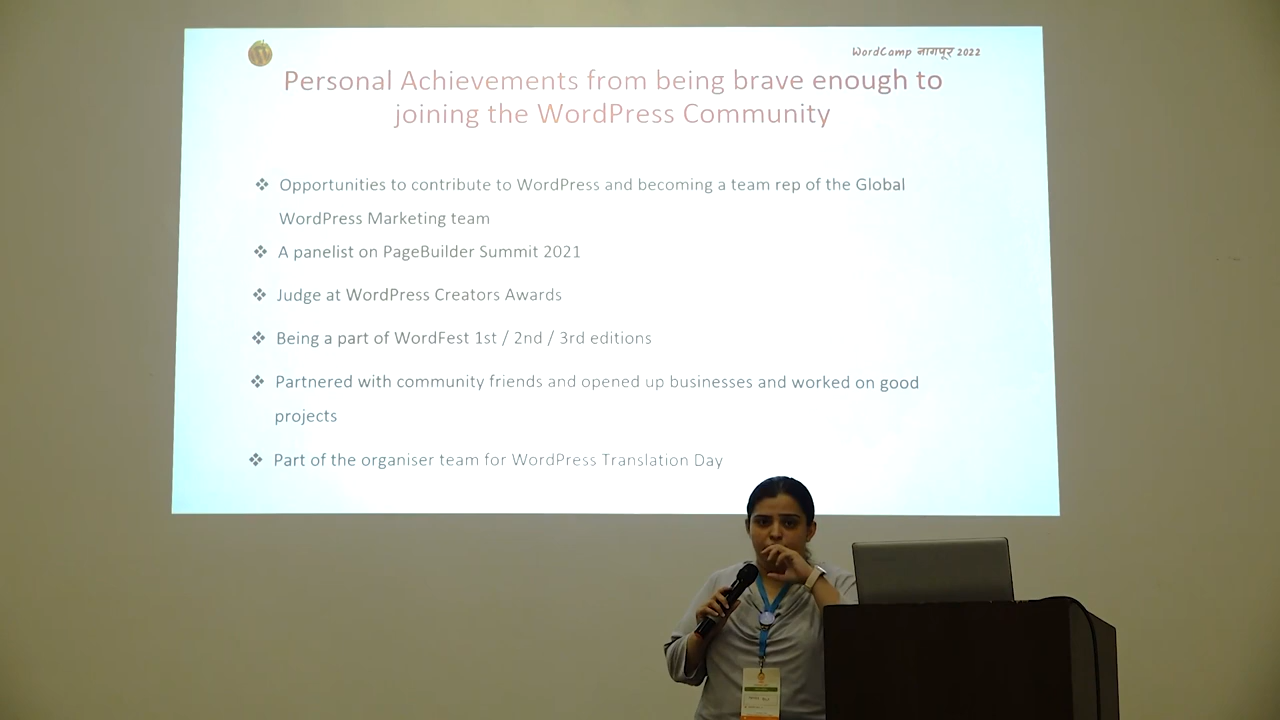 WordCamp नागपूर 2022
Personal Achievements from being brave enough to
joining the WordPress Community
❖ Opportunities to contribute to WordPress and becoming a team rep of the Global
WordPress Marketing team
❖ A panelist on PageBuilder Summit 2021
❖ Judge at WordPress Creators Awards
❖ Being a part of WordFest 1st / 2nd / 3rd editions
❖ Partnered with community friends and opened up businesses and worked on good
projects
❖ Part of the organiser team for WordPress Translation Day